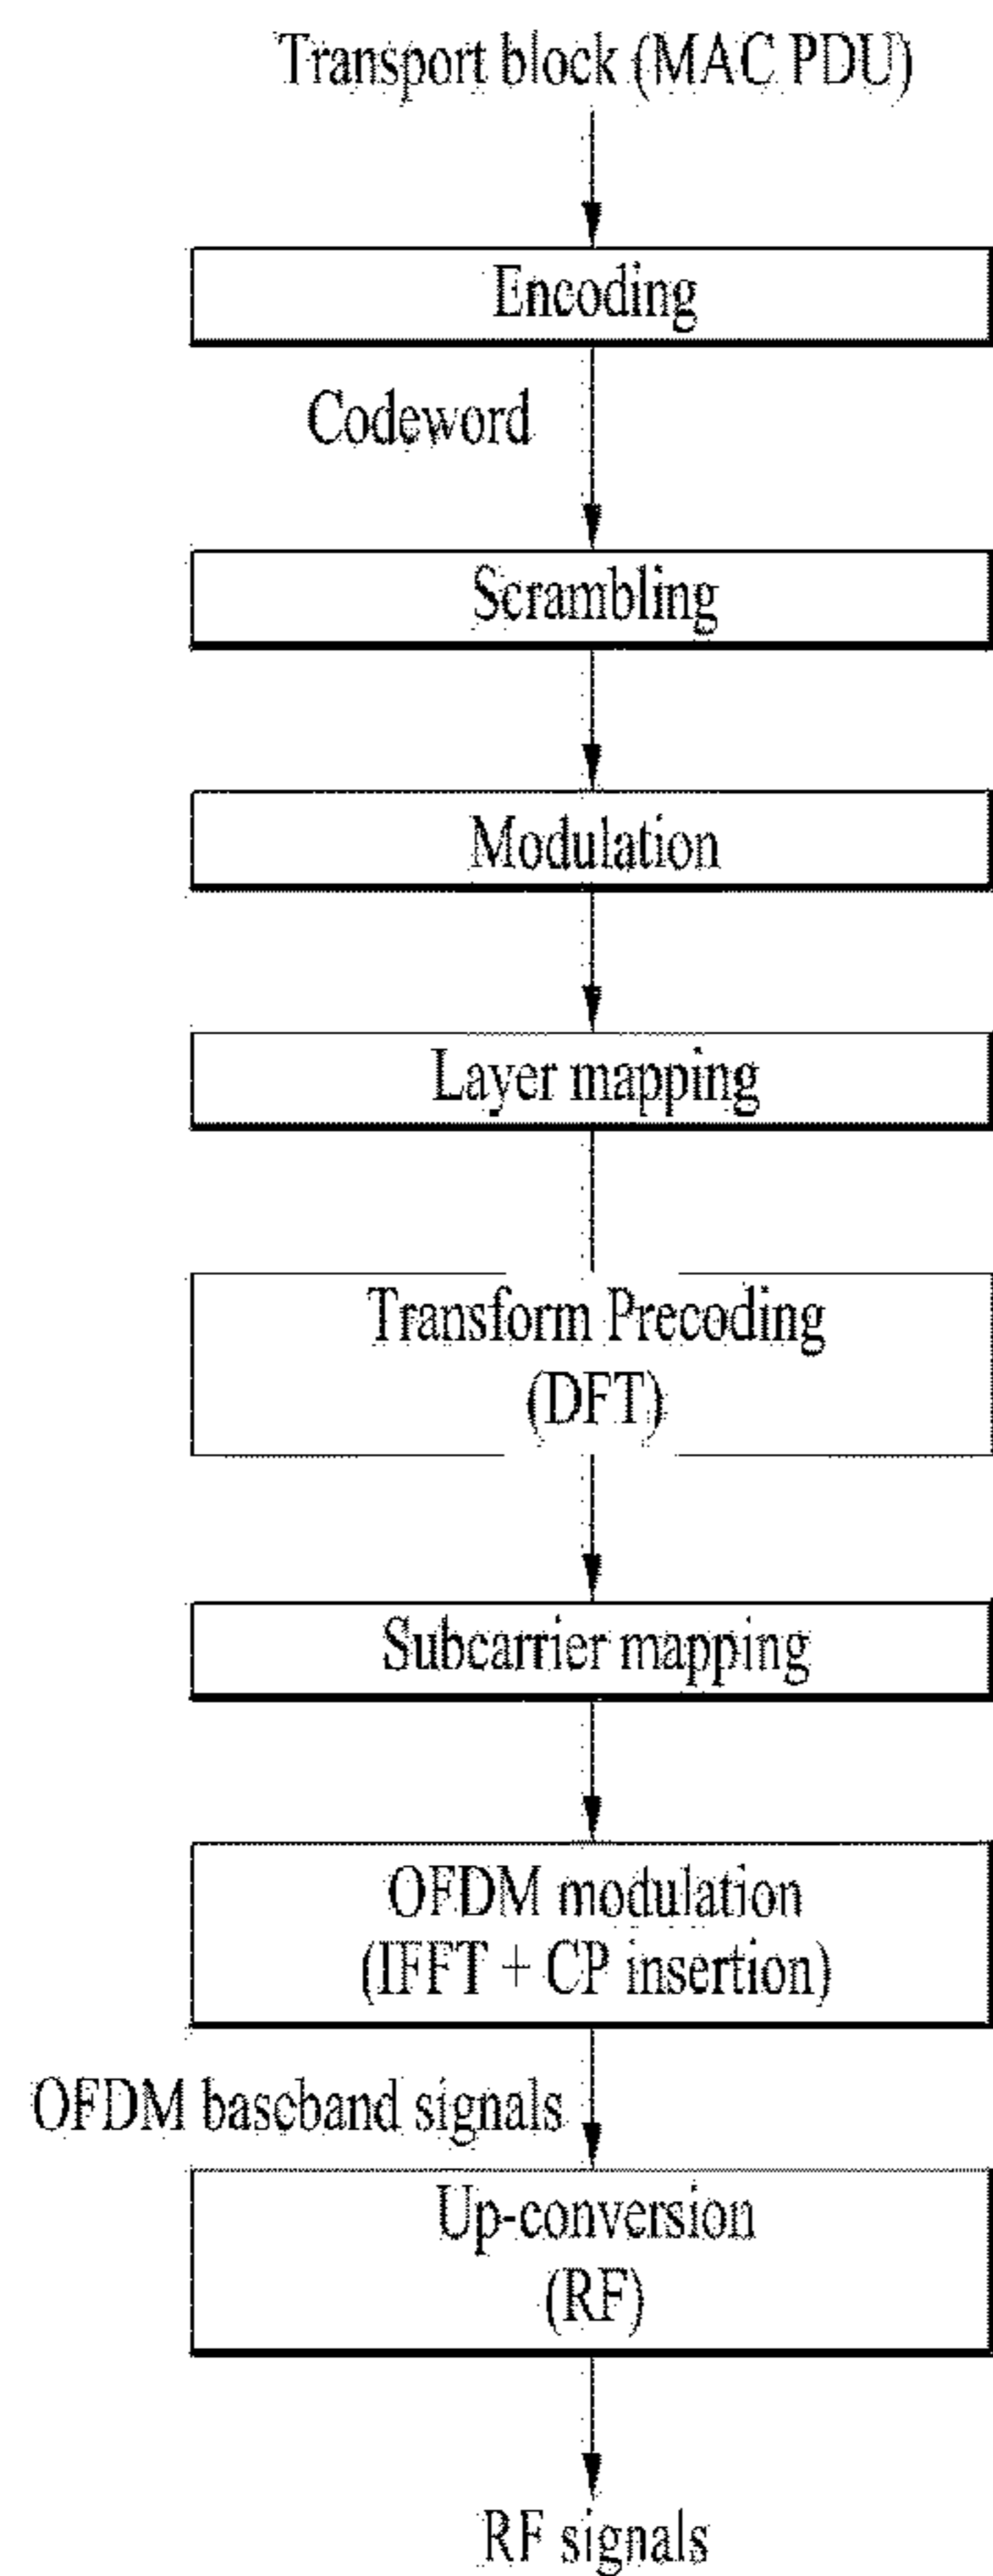 Transport block (MAC PDU)
Encoding
Codeword
Scrambling
Modulation
Layer mapping
Transform Precoding
(DFT)
Subcarrier mapping
OFDM modulation
(IFFT + CP insertion)
OFDM baseband signals
Up-conversion
(RF)
RF signals